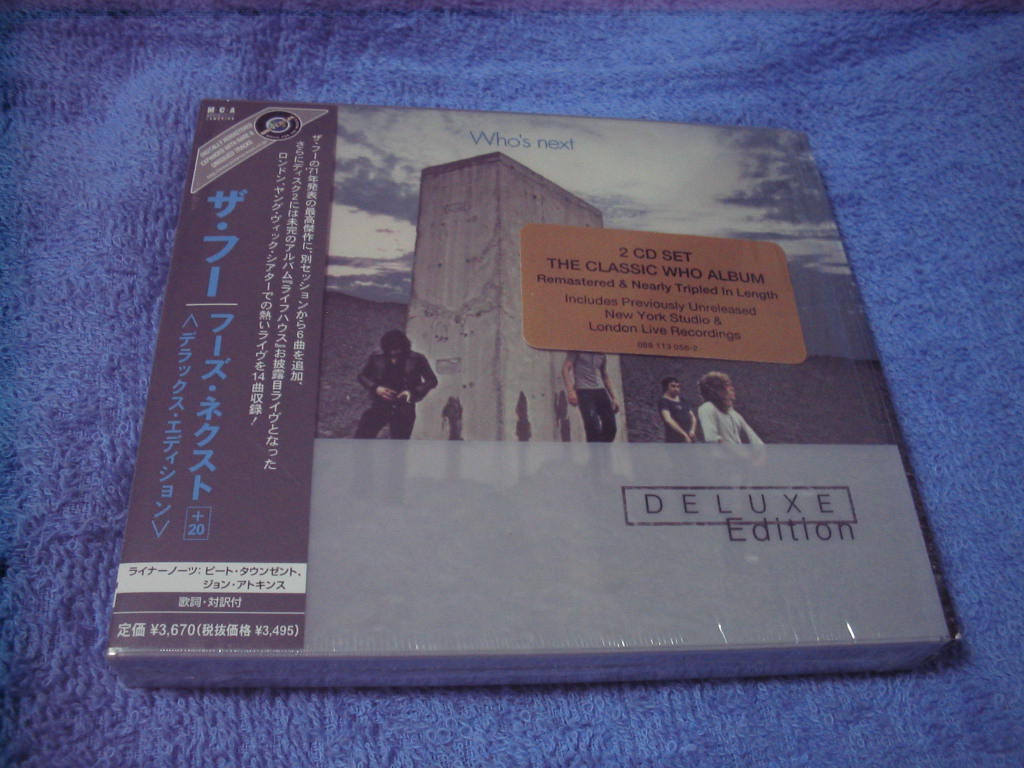 MCA
DIGITALLY REMASTERED
ザ・フー
フーズ・ネクスト
+20
〈デラックス・エディション〉
ザ・フーの'71年発表の最高傑作に、別セッションから6曲を追加、
さらにディスク2には未完のアルバム『ライフハウス』お披露目ライヴとなった
ロンドン・ヤング・ヴィック・シアターでの熱いライヴを14曲収録!
ライナーノーツ: ピート・タウンゼント、
ジョン・アトキンス
歌詞・対訳付
定価 ¥3,670(税抜価格 ¥3,495)
Who's next
2 CD SET
THE CLASSIC WHO ALBUM
Remastered & Nearly Tripled In Length
Includes Previously Unreleased
New York Studio &
London Live Recordings
088 113 056-2
DELUXE
Edition